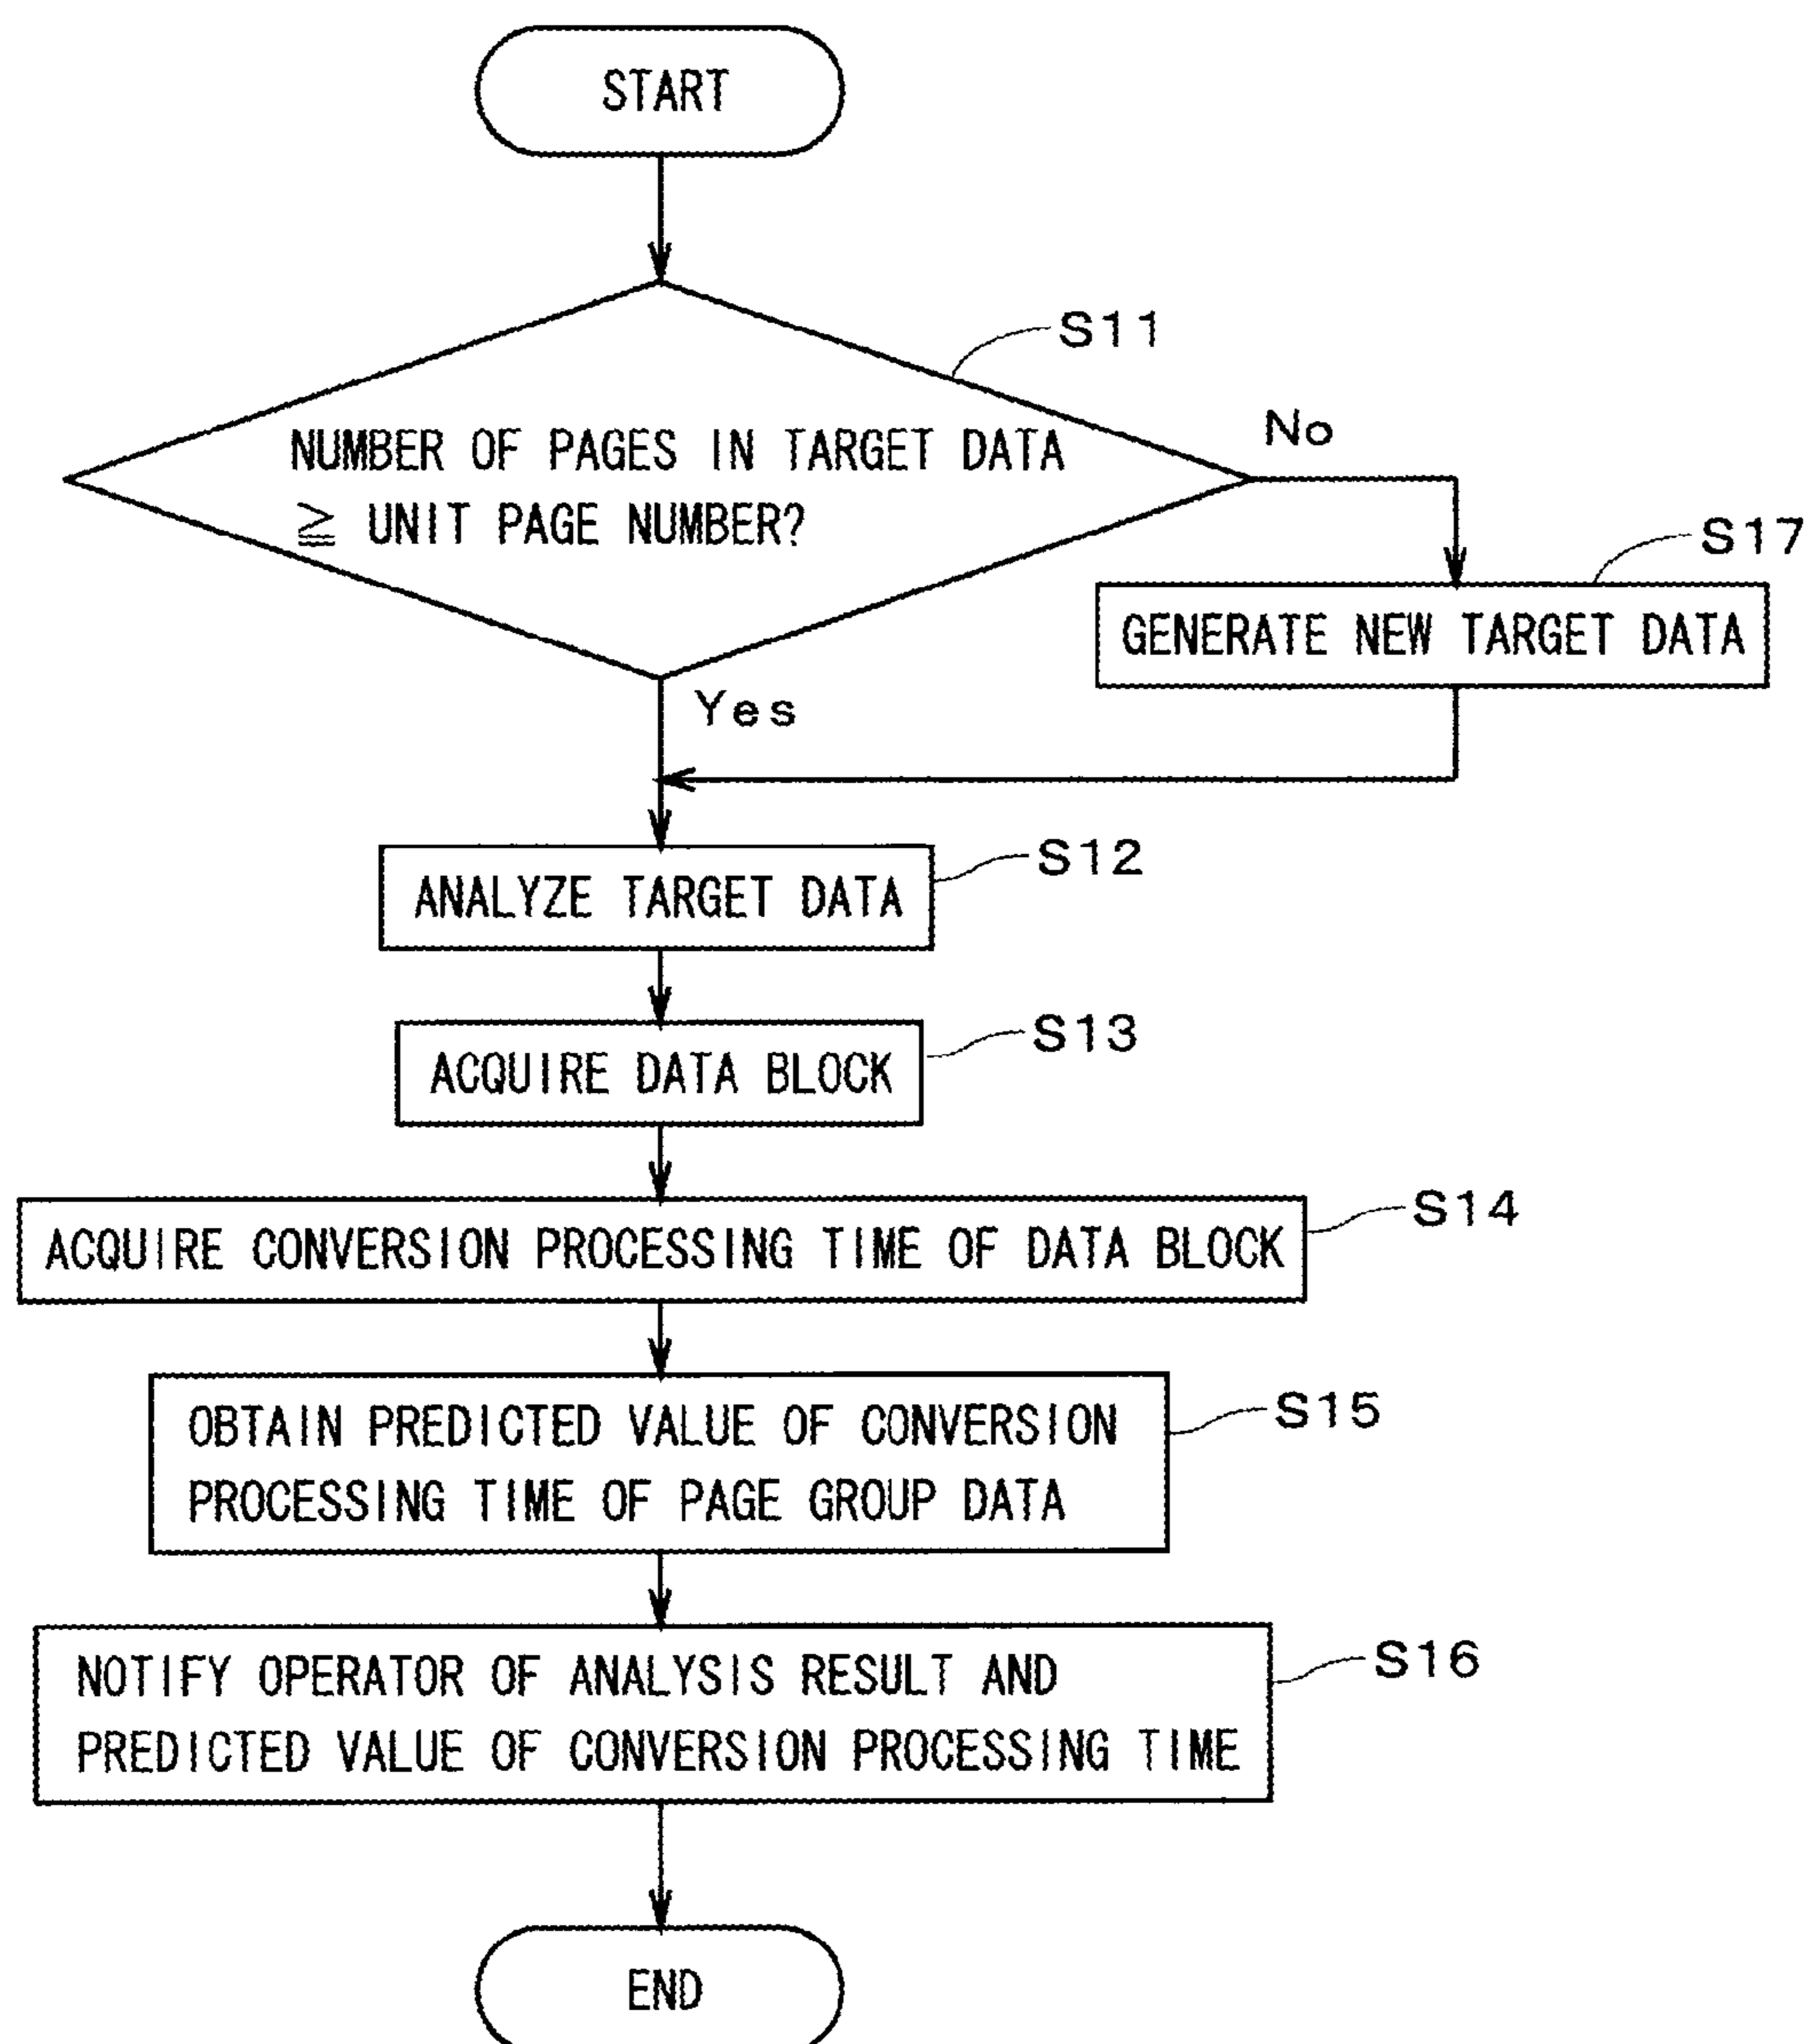 START
S11
NUMBER OF PAGES IN TARGET DATA
≧ UNIT PAGE NUMBER?
No
S17
GENERATE NEW TARGET DATA
Yes
S12
ANALYZE TARGET DATA
S13
ACQUIRE DATA BLOCK
S14
ACQUIRE CONVERSION PROCESSING TIME OF DATA BLOCK
S15
OBTAIN PREDICTED VALUE OF CONVERSION
PROCESSING TIME OF PAGE GROUP DATA
S16
NOTIFY OPERATOR OF ANALYSIS RESULT AND
PREDICTED VALUE OF CONVERSION PROCESSING TIME
END